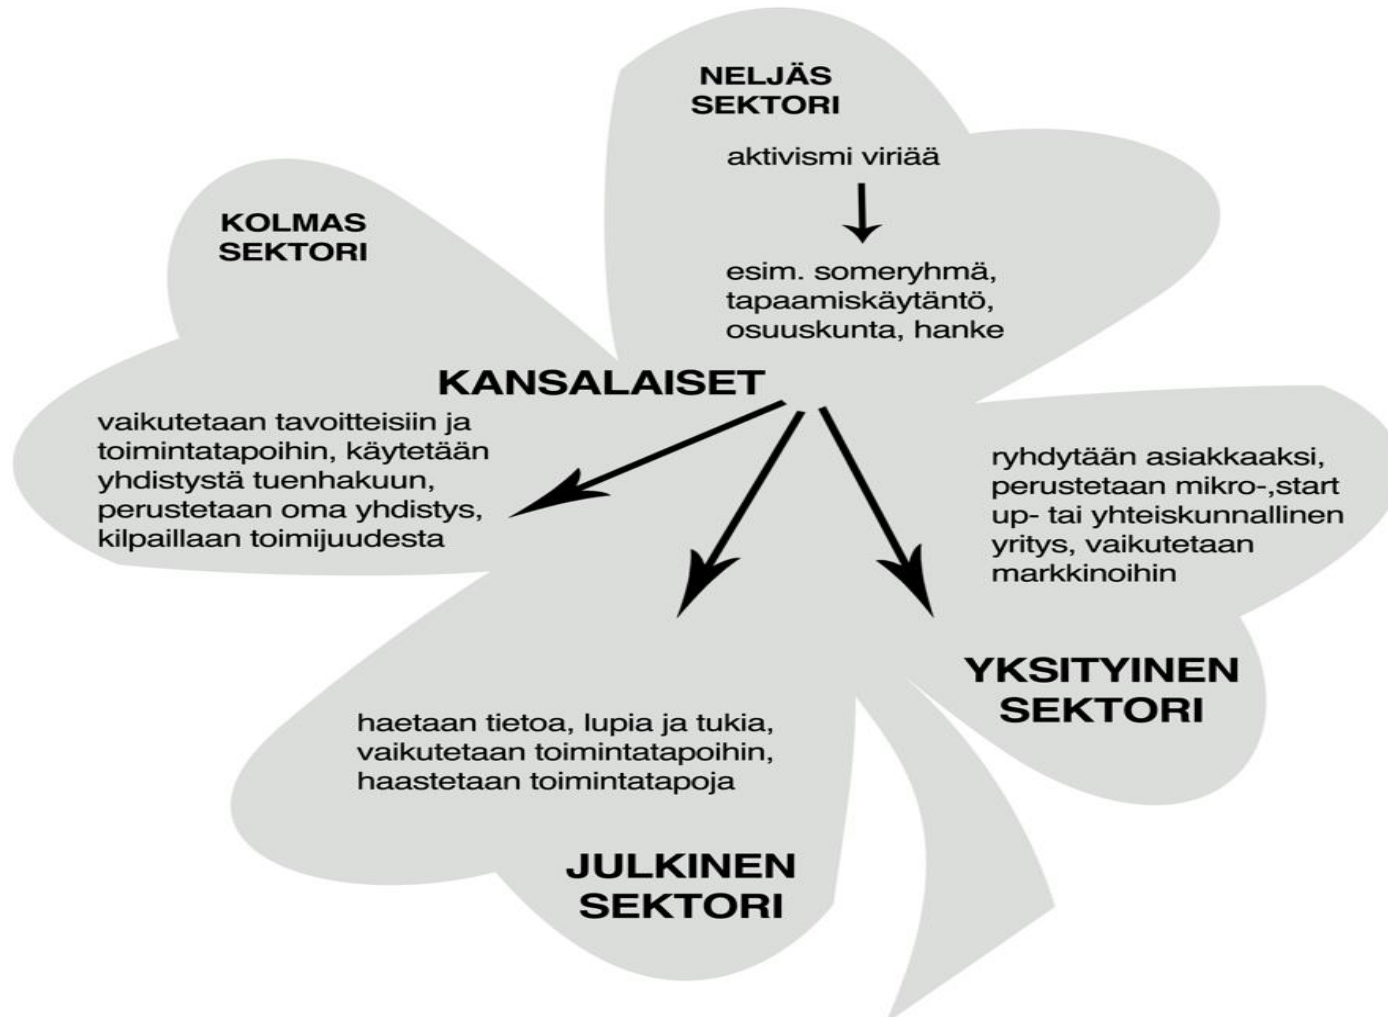 NELJÄS
SEKTORI
aktivismi viriää
esim. someryhmä,
tapaamiskäytäntö,
osuuskunta, hanke
KOLMAS
SEKTORI
KANSALAISET
vaikutetaan tavoitteisiin ja
toimintatapoihin, käytetään
yhdistystä tuenhakuun,
perustetaan oma yhdistys,
kilpaillaan toimijuudesta
ryhdytään asiakkaaksi,
perustetaan mikro-,start
up- tai yhteiskunnallinen
yritys, vaikutetaan
markkinoihin
YKSITYINEN
SEKTORI
haetaan tietoa, lupia ja tukia,
vaikutetaan toimintatapoihin,
haastetaan toimintatapoja
JULKINEN
SEKTORI